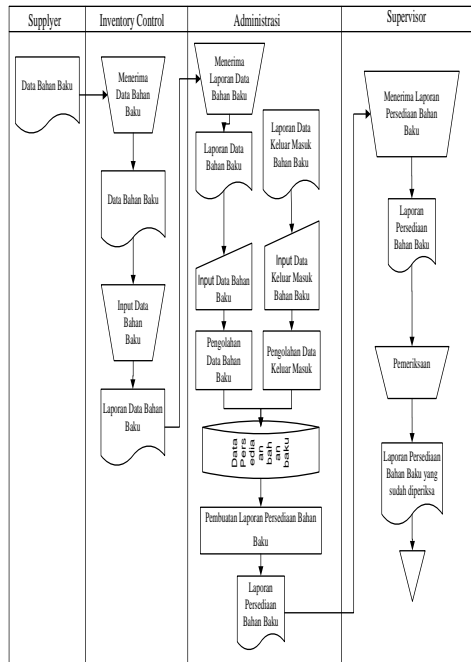 Supplyer
Inventory Control
Administrasi
Supervisor
Data Bahan Baku
Menerima
Data Bahan
Baku
Data Bahan Baku
Input Data
Bahan
Baku
Laporan Data Bahan
Baku
Menerima
Laporan Data
Bahan Baku
Laporan Data
Bahan Baku
Laporan Data
Keluar Masuk
Bahan Baku
Input Data Bahan
Baku
Input Data
Keluar Masuk
Bahan Baku
Pengolahan
Data Bahan
Baku
Pengolahan Data
Keluar Masuk
Data
Pers
edia
an
bah
an
baku
Pembuatan Laporan Persediaan Bahan
Baku
Laporan
Persediaan
Bahan Baku
Menerima Laporan
Persediaan Bahan
Baku
Laporan
Persediaan
Bahan Baku
Pemeriksaan
Laporan Persediaan
Bahan Baku yang
sudah diperiksa